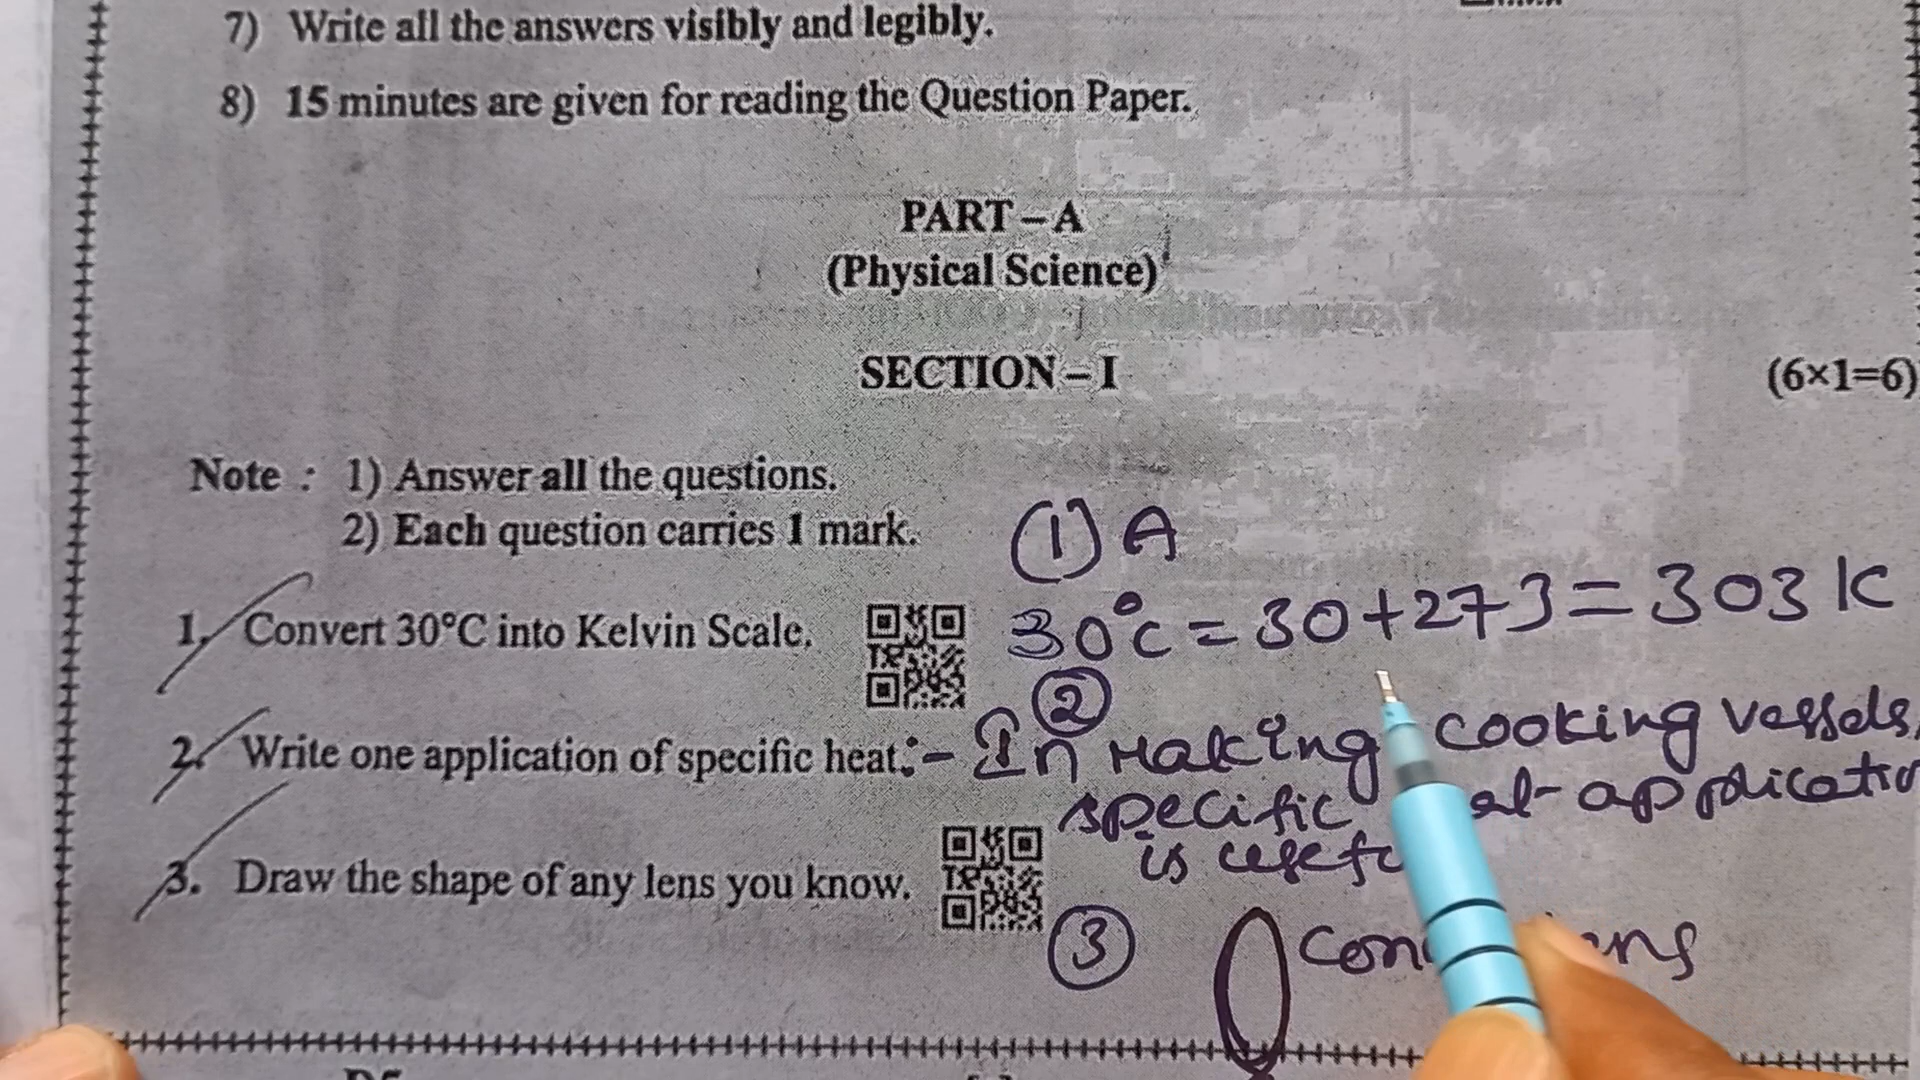 7) Write all the answers visibly and legibly.
8) 15 minutes are given for reading the Question Paper.
PART – A
(Physical Science)
SECTION – I
(6×1=6)
Note : 1) Answer all the questions.
2) Each question carries 1 mark.
① A
1. Convert 30°C into Kelvin Scale.
30°C = 30 + 273 = 303 K
②
2. Write one application of specific heat. :- In Making cooking vessels,
specific application
is
3. Draw the shape of any lens you know.
③